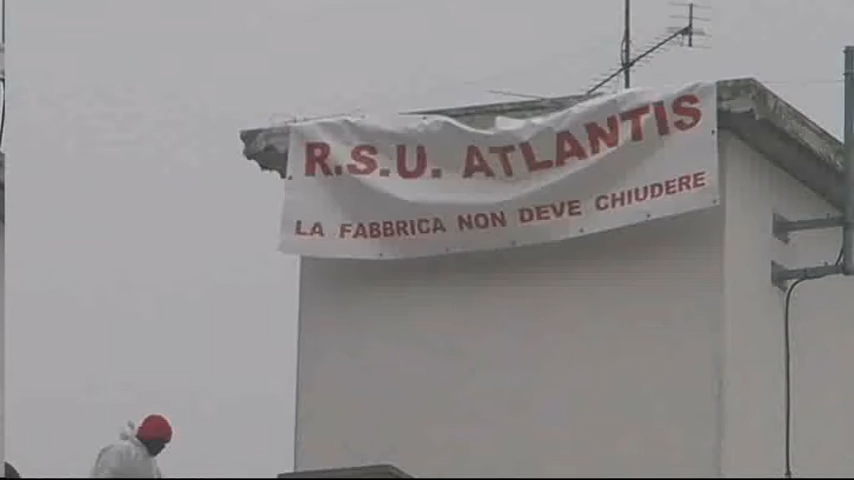 R.S.U. ATLANTIS
LA FABBRICA NON DEVE CHIUDERE